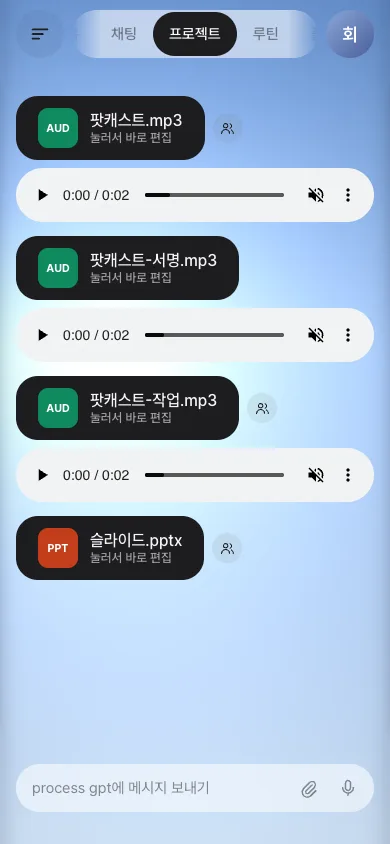 채팅
프로젝트
루틴
회
AUD
팟캐스트.mp3
눌러서 바로 편집
0:00 / 0:02
AUD
팟캐스트-서명.mp3
눌러서 바로 편집
0:00 / 0:02
AUD
팟캐스트-작업.mp3
눌러서 바로 편집
0:00 / 0:02
PPT
슬라이드.pptx
눌러서 바로 편집
process gpt에 메시지 보내기